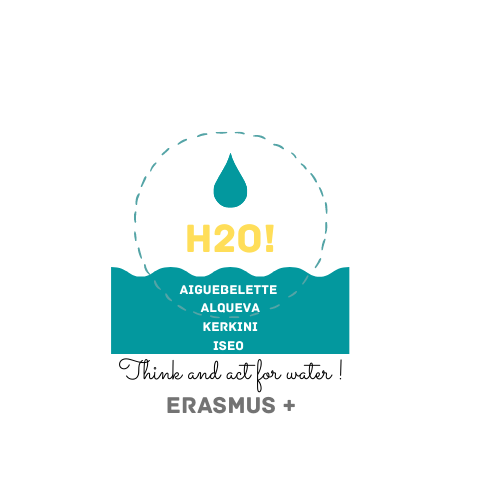 H2O!
AIGUEBELETTE
ALQUEVA
KERKINI
ISEO
Think and act for water !
ERASMUS +